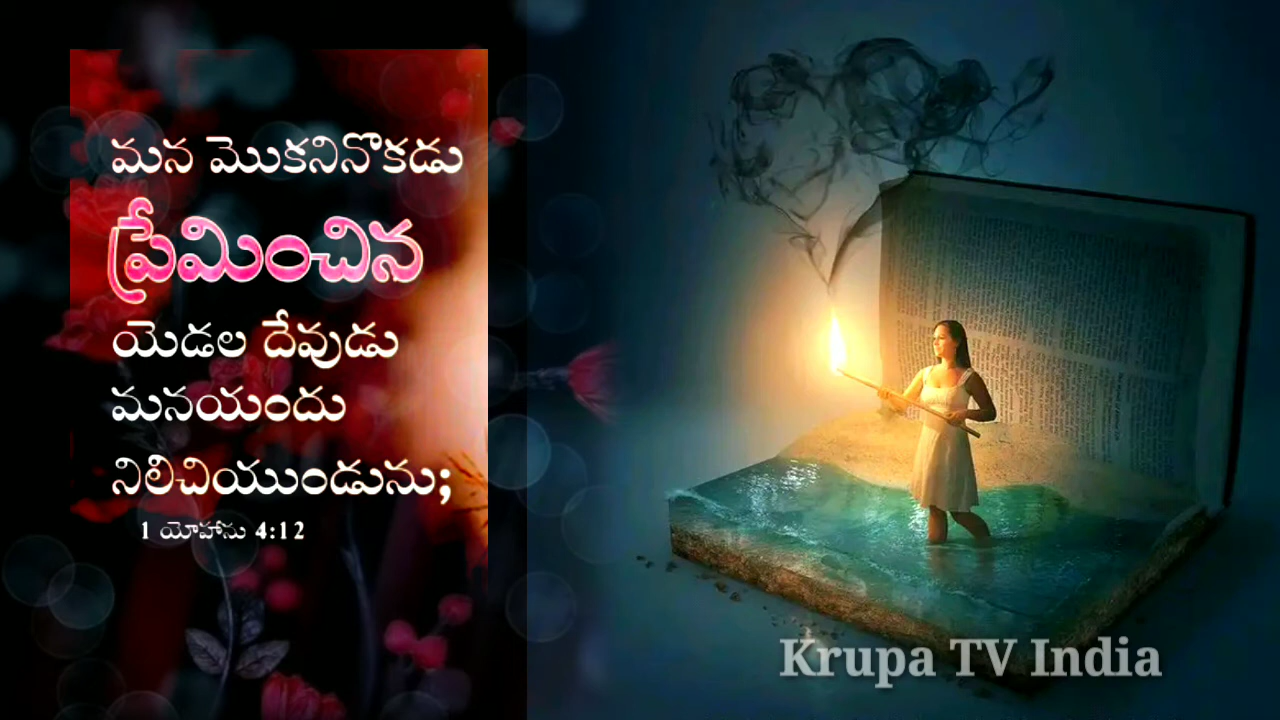 మన మొకనినొకడు
ప్రేమించిన
యెడల దేవుడు
మనయందు
నిలిచియుండును;
1 యోహాను 4:12
Krupa TV India